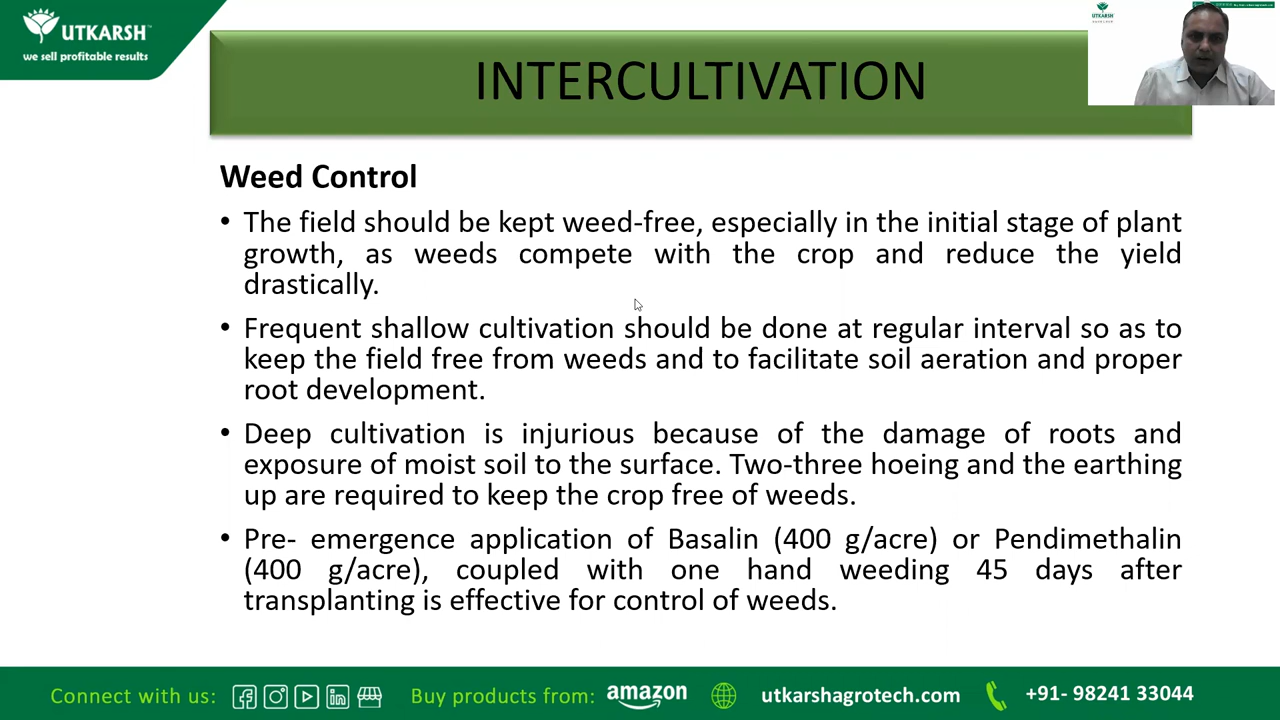 UTKARSH
we sell profitable results
INTERCULTIVATION
UTKARSH
Weed Control
• The field should be kept weed-free, especially in the initial stage of plant
growth, as weeds compete with the crop and reduce the yield
drastically.
• Frequent shallow cultivation should be done at regular interval so as to
keep the field free from weeds and to facilitate soil aeration and proper
root development.
• Deep cultivation is injurious because of the damage of roots and
exposure of moist soil to the surface. Two-three hoeing and the earthing
up are required to keep the crop free of weeds.
• Pre- emergence application of Basalin (400 g/acre) or Pendimethalin
(400 g/acre), coupled with one hand weeding 45 days after
transplanting is effective for control of weeds.
Connect with us: Buy products from: amazon utkarshagrotech.com +91- 98241 33044